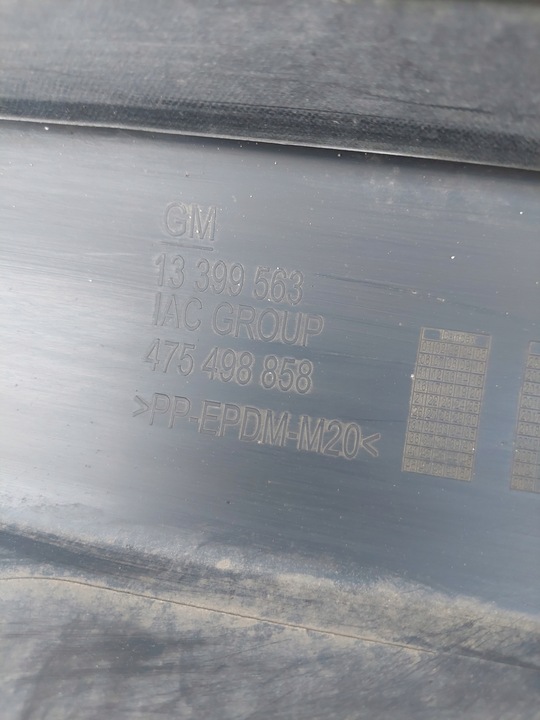 GM
13 399 563
IAC GROUP
475 498 858
>PP-EPDM-M20<